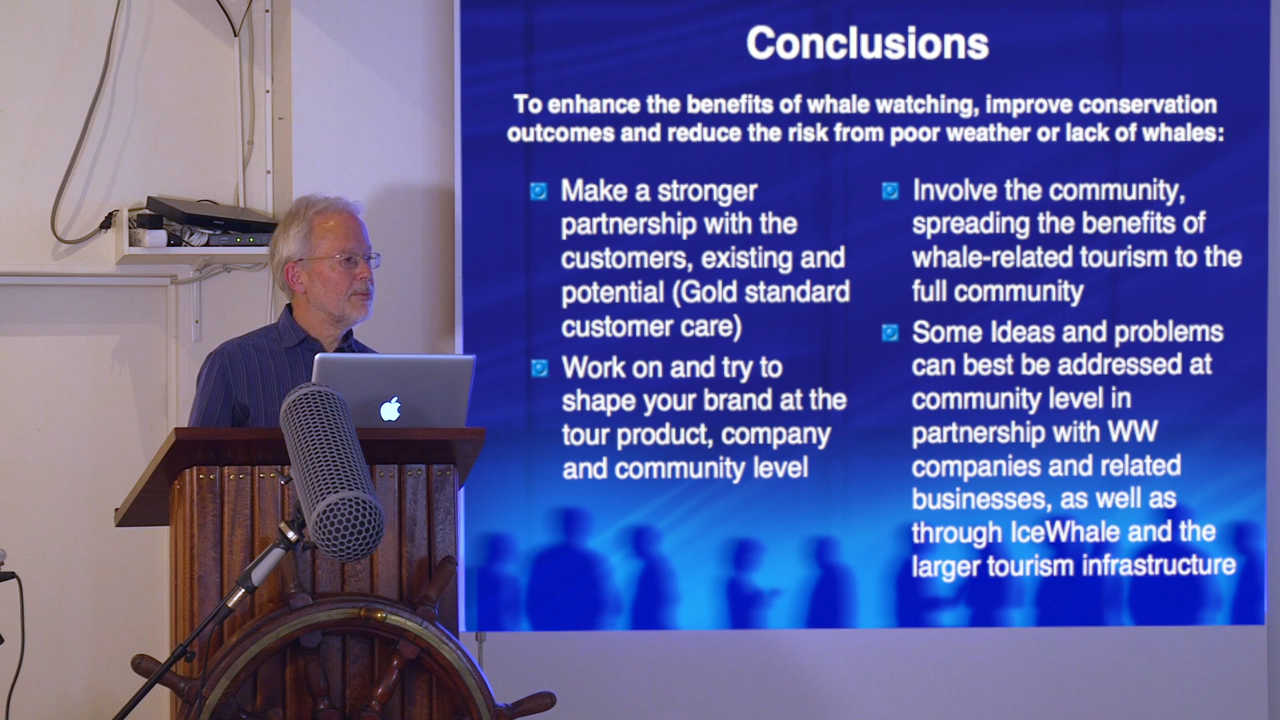 Conclusions
To enhance the benefits of whale watching, improve conservation
outcomes and reduce the risk from poor weather or lack of whales:
Make a stronger
partnership with the
customers, existing and
potential (Gold standard
customer care)
Work on and try to
shape your brand at the
tour product, company
and community level
Involve the community,
spreading the benefits of
whale-related tourism to the
full community
Some Ideas and problems
can best be addressed at
community level in
partnership with WW
companies and related
businesses, as well as
through IceWhale and the
larger tourism infrastructure